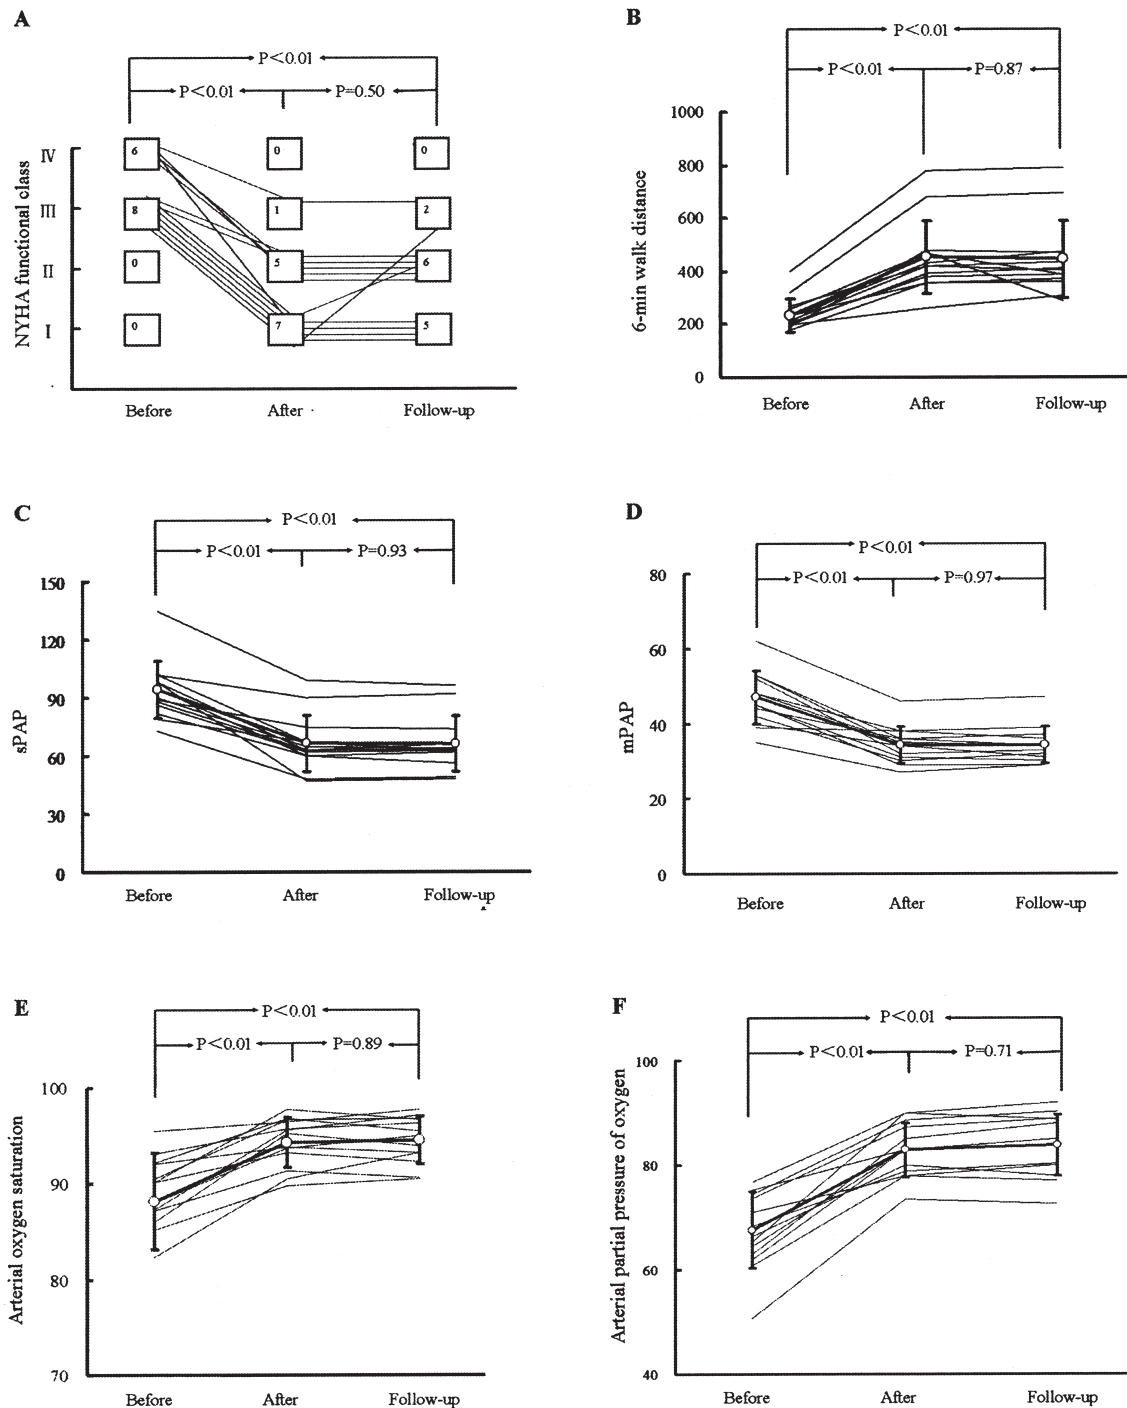 A
P<0.01
P<0.01
P=0.50
NYHA functional class
IV
6
0
0
III
8
1
2
II
0
5
6
I
0
7
5
Before
After
Follow-up
B
P<0.01
P<0.01
P=0.87
6-min walk distance
1000
800
600
400
200
0
Before
After
Follow-up
C
P<0.01
P<0.01
P=0.93
sPAP
150
120
90
60
30
0
Before
After
Follow-up
D
P<0.01
P<0.01
P=0.97
mPAP
80
60
40
20
0
Before
After
Follow-up
E
P<0.01
P<0.01
P=0.89
Arterial oxygen saturation
100
90
80
70
Before
After
Follow-up
F
P<0.01
P<0.01
P=0.71
Arterial partial pressure of oxygen
100
80
60
40
Before
After
Follow-up